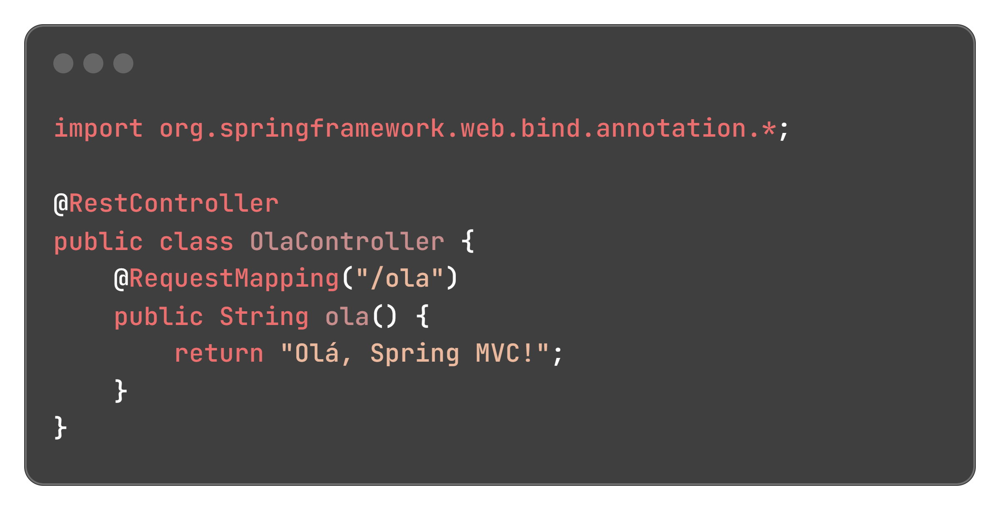 import org.springframework.web.bind.annotation.*;
@RestController
public class OlaController {
    @RequestMapping("/ola")
    public String ola() {
        return "Olá, Spring MVC!";
    }
}